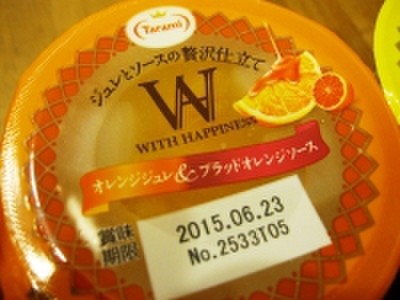 Tarami
ジュレとソースの贅沢仕立て
W
WITH HAPPINESS
オレンジジュレ&ブラッドオレンジソース
賞味
期限
2015.06.23
No.2533T05